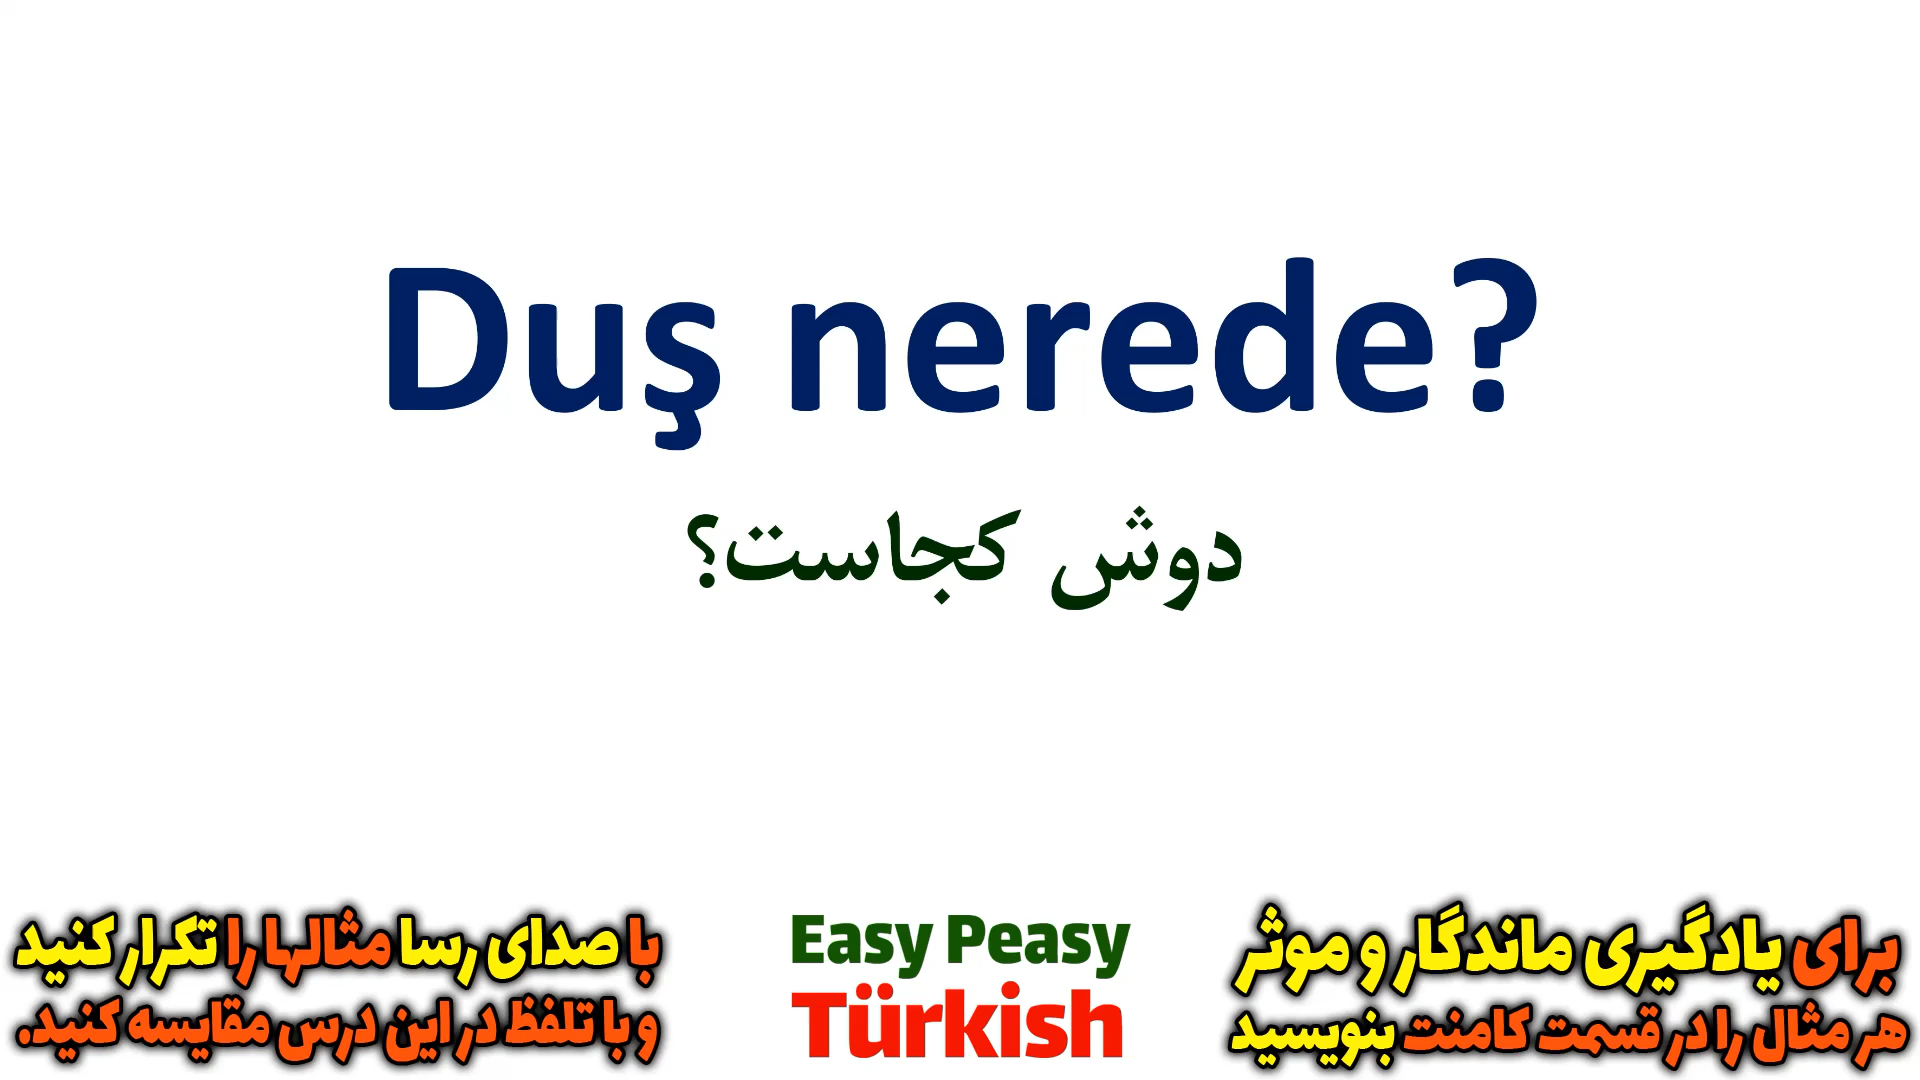 Duş nerede?
دوش کجاست؟
برای یادگیری ماندگار و موثر
هر مثال را در قسمت کامنت بنویسید
Easy Peasy
Türkish
با صدای رسا مثالها را تکرار کنید
و با تلفظ در این درس مقایسه کنید.